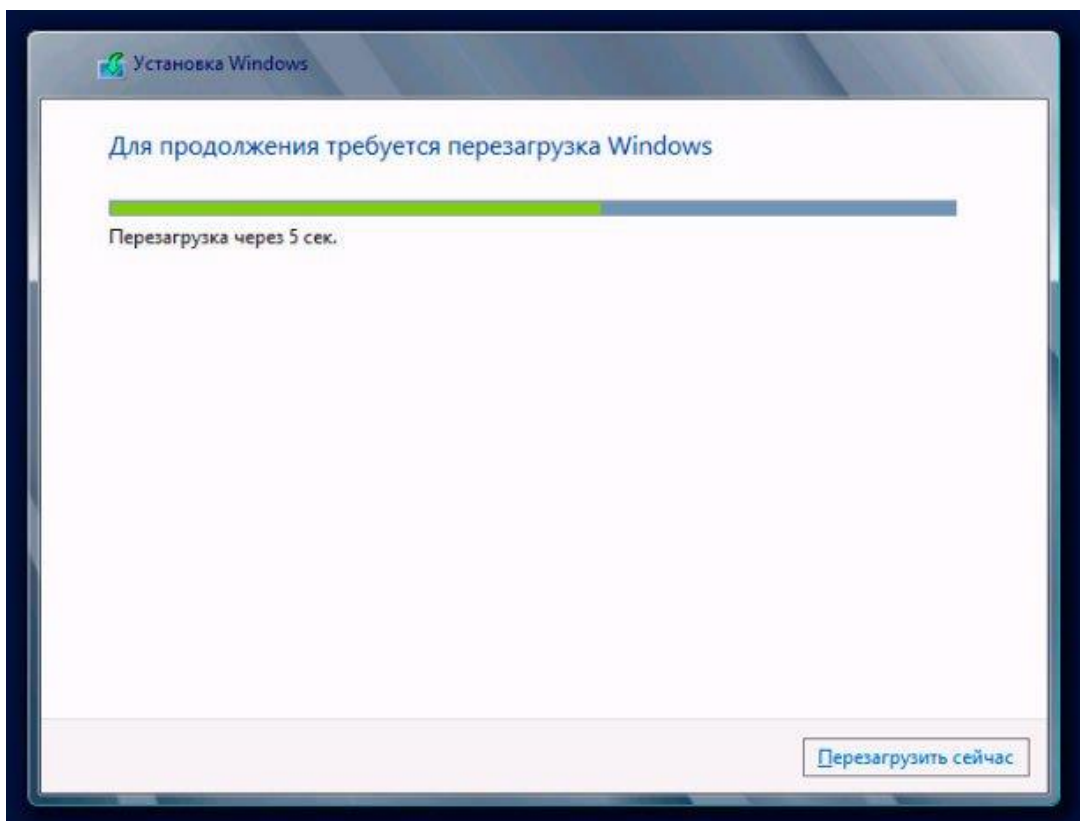 Установка Windows
Для продолжения требуется перезагрузка Windows
Перезагрузка через 5 сек.
Перезагрузить сейчас